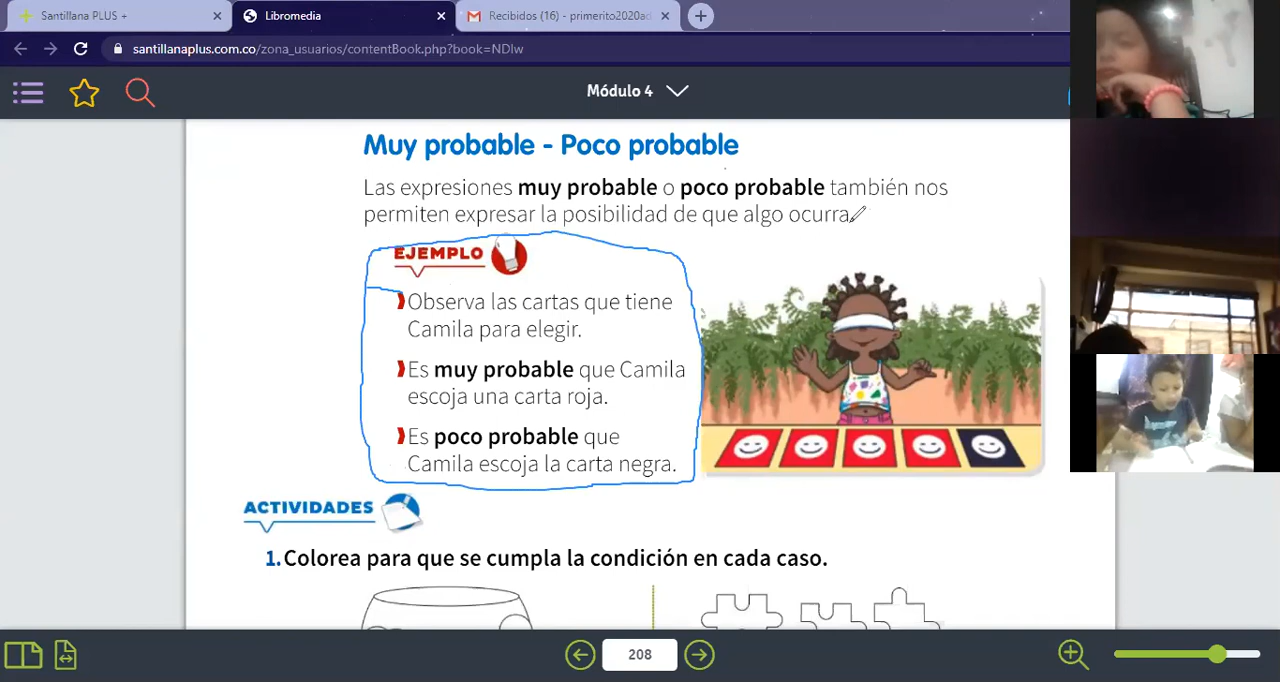 Santillana PLUS +
Libromedia
Recibidos (16) - primerito2020ad
santillanaplus.com.co/zona_usuarios/contentBook.php?book=NDIw
Módulo 4
Muy probable - Poco probable
Las expresiones muy probable o poco probable también nos
permiten expresar la posibilidad de que algo ocurra
EJEMPLO
Observa las cartas que tiene
Camila para elegir.
Es muy probable que Camila
escoja una carta roja.
Es poco probable que
Camila escoja la carta negra.
ACTIVIDADES
1. Colorea para que se cumpla la condición en cada caso.
208